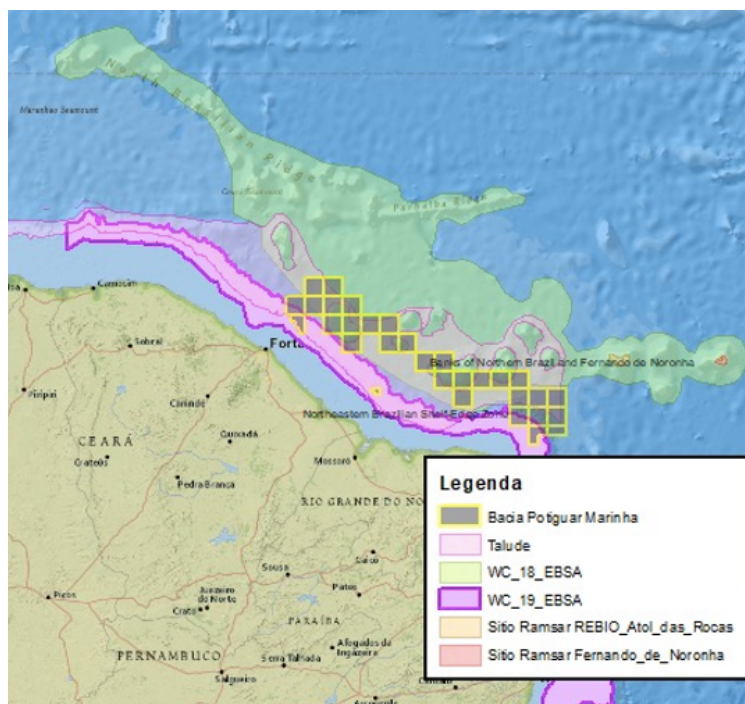 North Brazilian Ridge
Maranhao Seamount
Parnaiba Ridge
Camocim
Sobral
Forta
Banks of Northern Brazil and Fernando de Noronha
Northeastern Brazilian Shelf-Edge Zone
Piripiri
Canindé
CEARÁ
Quixadá
Crateús
Mossoró
Pedra Branca
RIO GRANDE DO NO
Caicó
Sousa
Patos
Picos
Juazeiro
do Norte
Crato
PARAÍBA
Afogados da
Ingazeira
PERNAMBUCO
Serra Talhada
Salgueiro
Legenda
Bacia Potiguar Marinha
Talude
WC_18_EBSA
WC_19_EBSA
Sitio Ramsar REBIO_Atol_das_Rocas
Sitio Ramsar Fernando_de_Noronha